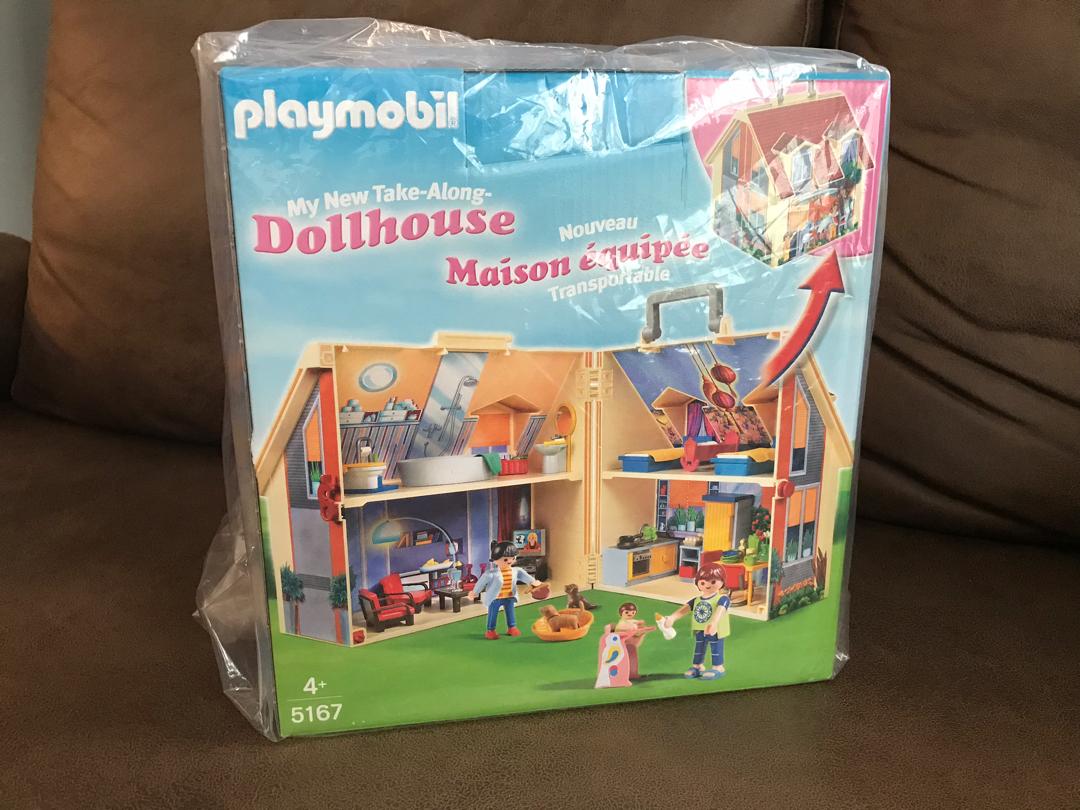 playmobil®
My New Take-Along-
Dollhouse
Nouveau
Maison équipée
Transportable
4+
5167